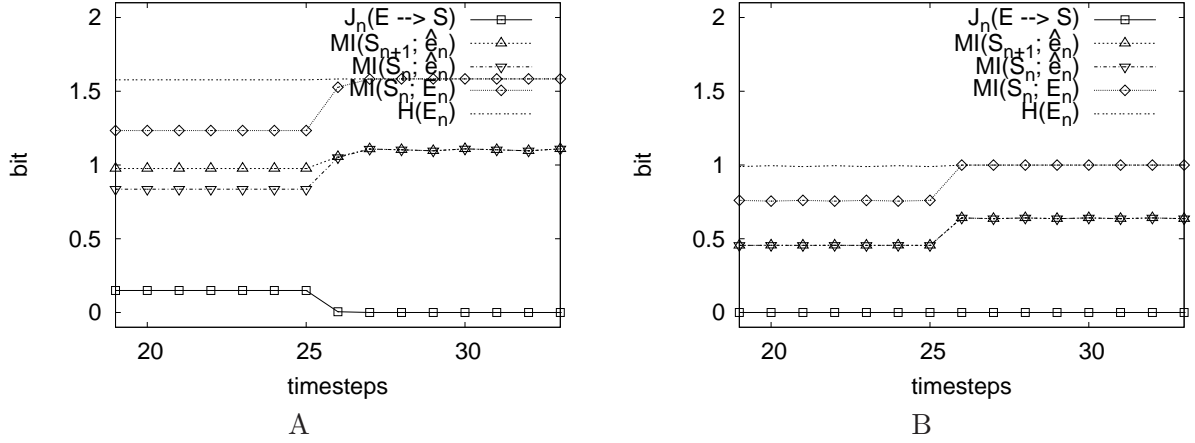 2
1.5
1
0.5
0
20
25
30
timesteps
bit
J_n(E --> S)
MI(S_{n+1}; ê_n)
MI(S_n; ê_n)
MI(S_n; E_n)
H(E_n)
A
2
1.5
1
0.5
0
20
25
30
timesteps
bit
J_n(E --> S)
MI(S_{n+1}; ê_n)
MI(S_n; ê_n)
MI(S_n; E_n)
H(E_n)
B